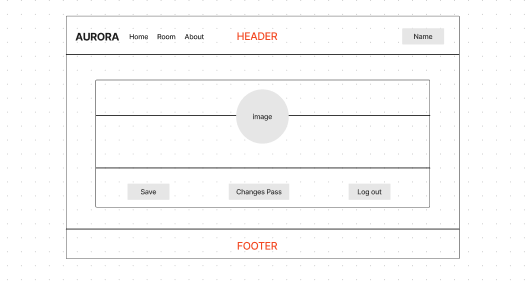 AURORA Home Room About HEADER Name
Image
Save Changes Pass Log out
FOOTER